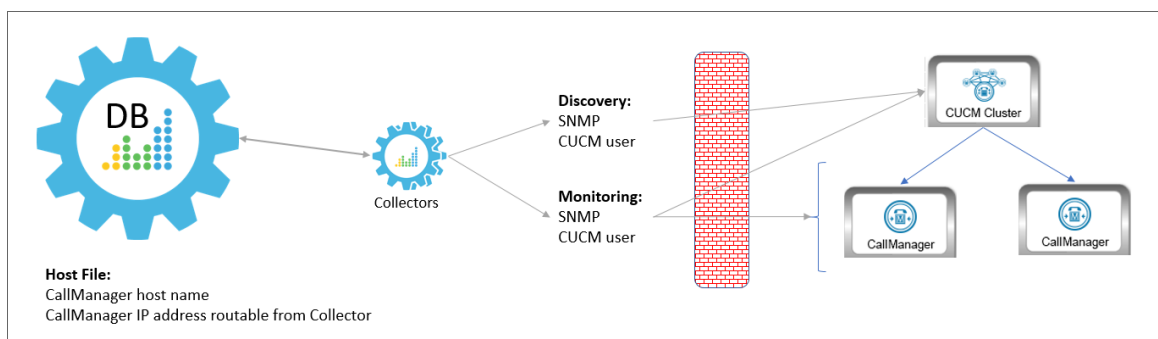 DB
Collectors
Discovery:
SNMP
CUCM user
Monitoring:
SNMP
CUCM user
CUCM Cluster
CallManager
CallManager
Host File:
CallManager host name
CallManager IP address routable from Collector